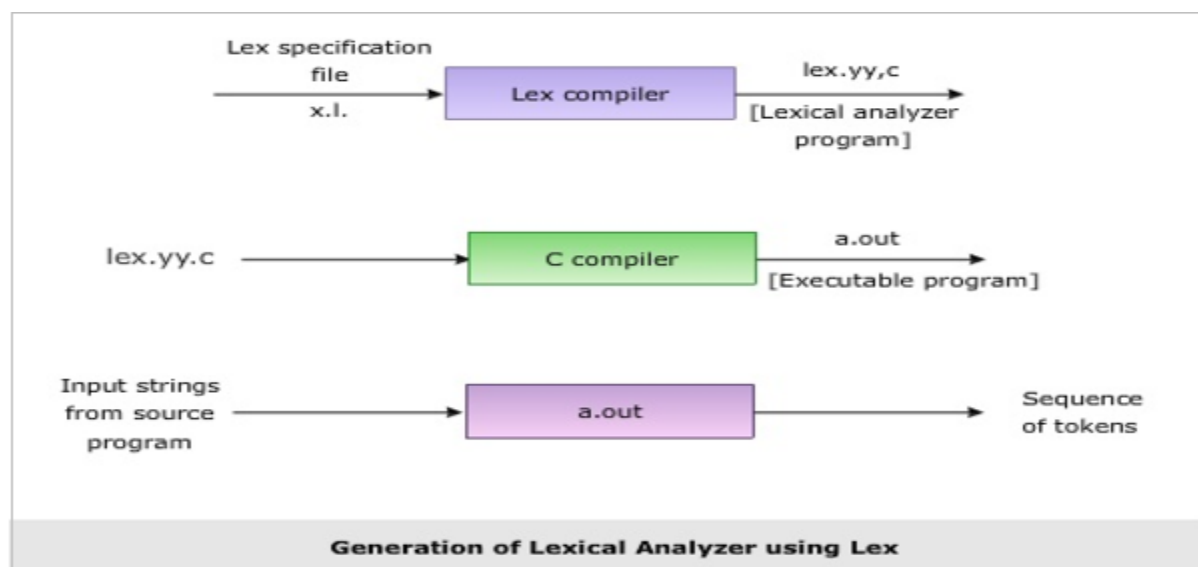 Lex specification
file
x.l.
Lex compiler
lex.yy,c
[Lexical analyzer
program]
lex.yy.c
C compiler
a.out
[Executable program]
Input strings
from source
program
a.out
Sequence
of tokens
Generation of Lexical Analyzer using Lex